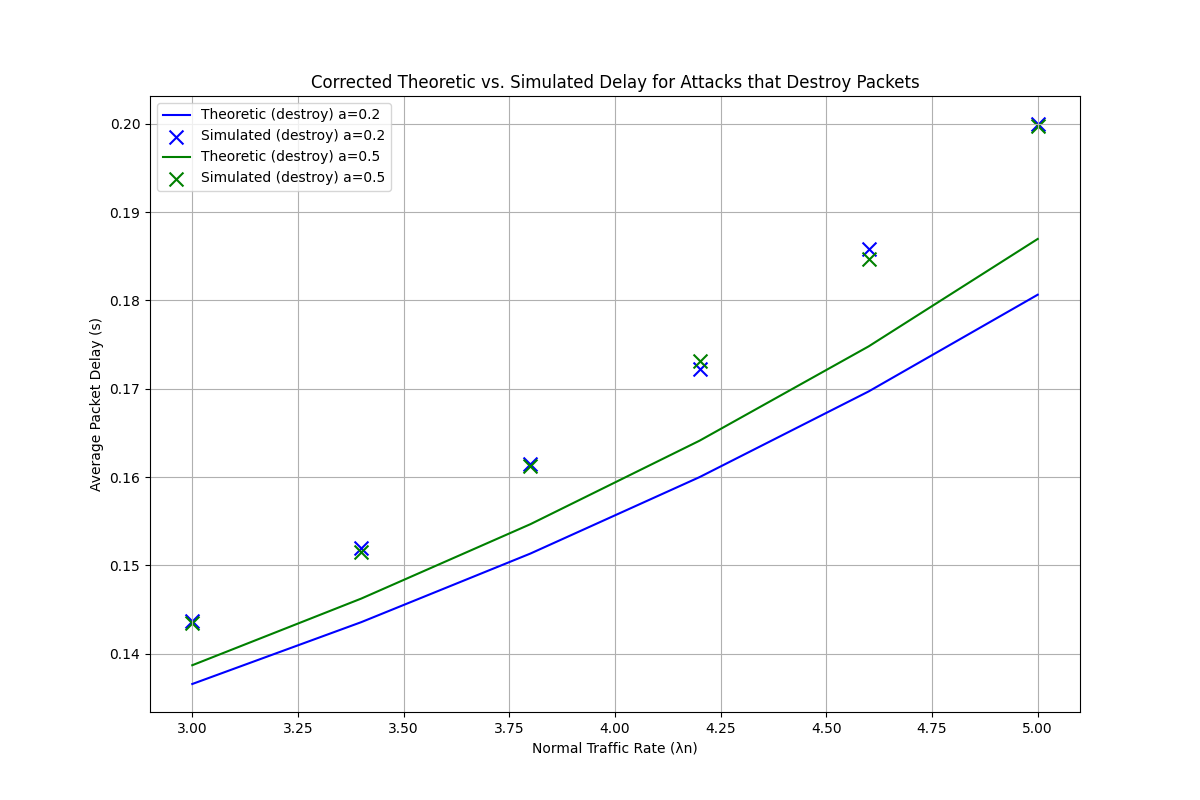 Corrected Theoretic vs. Simulated Delay for Attacks that Destroy Packets
Theoretic (destroy) a=0.2
Simulated (destroy) a=0.2
Theoretic (destroy) a=0.5
Simulated (destroy) a=0.5
Average Packet Delay (s)
0.20
0.19
0.18
0.17
0.16
0.15
0.14
3.00 3.25 3.50 3.75 4.00 4.25 4.50 4.75 5.00
Normal Traffic Rate (λn)